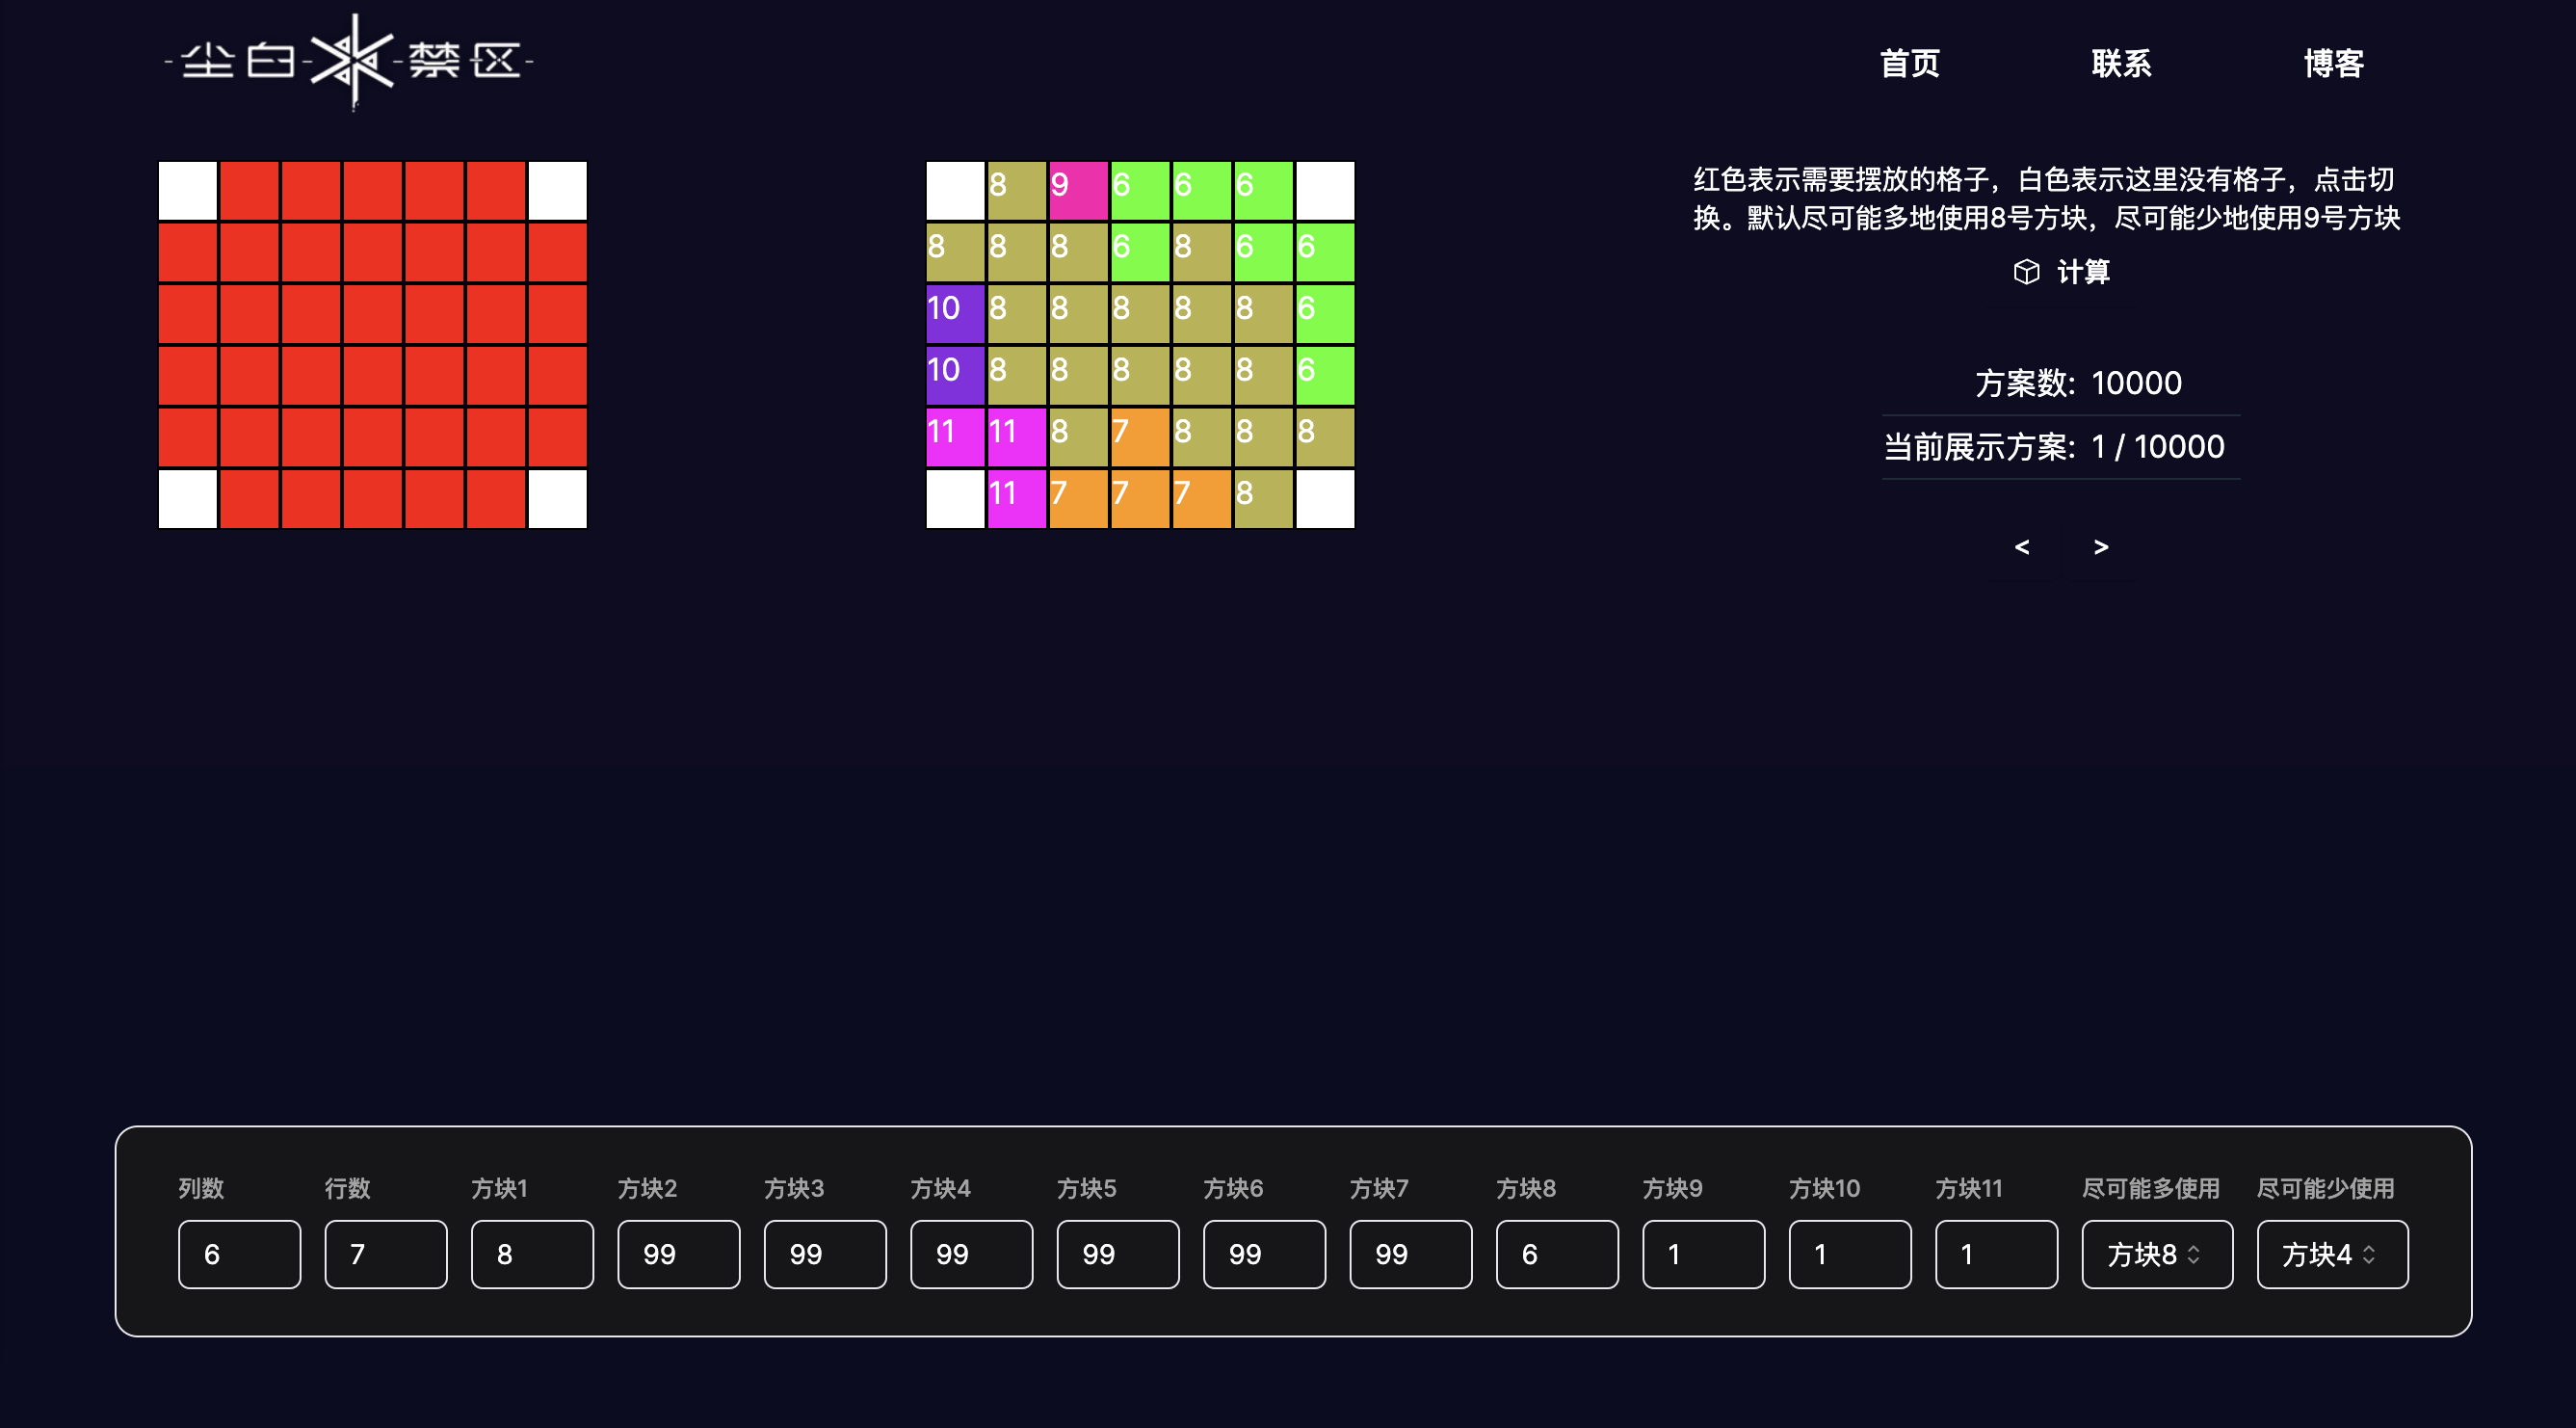 尘白禁区
首页 联系 博客
8 9 6 6 6
8 8 8 6 8 6 6
10 8 8 8 8 8 6
10 8 8 8 8 8 6
11 11 8 7 8 8 8
11 7 7 7 8
红色表示需要摆放的格子，白色表示这里没有格子，点击切
换。默认尽可能多地使用8号方块，尽可能少地使用9号方块
计算
方案数: 10000
当前展示方案: 1 / 10000
< >
列数 行数 方块1 方块2 方块3 方块4 方块5 方块6 方块7 方块8 方块9 方块10 方块11 尽可能多使用 尽可能少使用
6 7 8 99 99 99 99 99 99 6 1 1 1 方块8 方块4